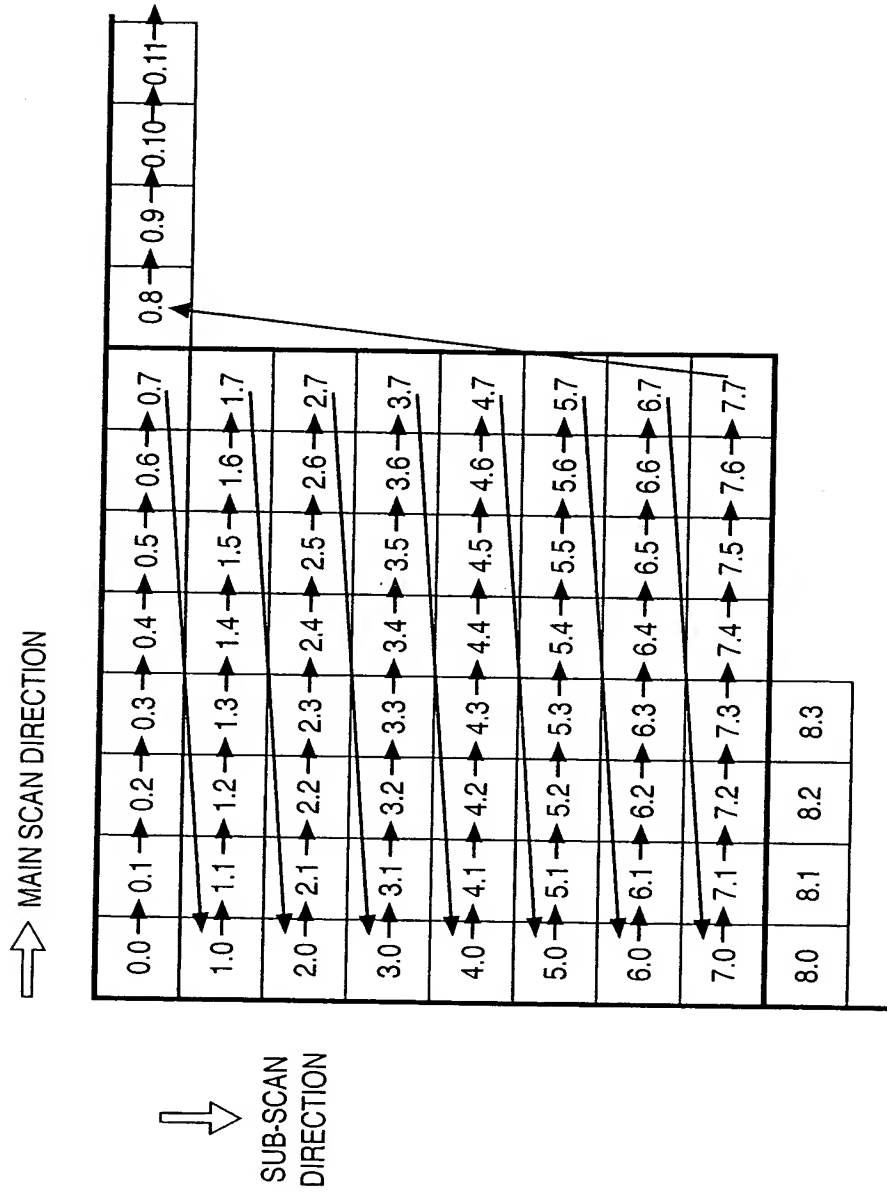 MAIN SCAN DIRECTION
SUB-SCAN
DIRECTION
0.0 0.1 0.2 0.3 0.4 0.5 0.6 0.7 0.8 0.9 0.10 0.11
1.0 1.1 1.2 1.3 1.4 1.5 1.6 1.7
2.0 2.1 2.2 2.3 2.4 2.5 2.6 2.7
3.0 3.1 3.2 3.3 3.4 3.5 3.6 3.7
4.0 4.1 4.2 4.3 4.4 4.5 4.6 4.7
5.0 5.1 5.2 5.3 5.4 5.5 5.6 5.7
6.0 6.1 6.2 6.3 6.4 6.5 6.6 6.7
7.0 7.1 7.2 7.3 7.4 7.5 7.6 7.7
8.0 8.1 8.2 8.3